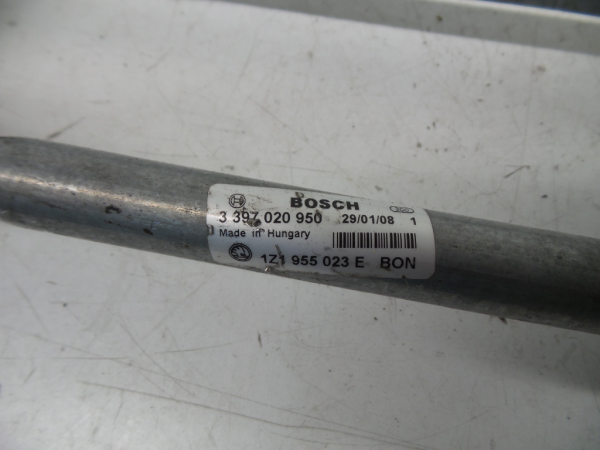 BOSCH
3 397 020 950 29/01/08 1
Made in Hungary
1Z1 955 023 E BON